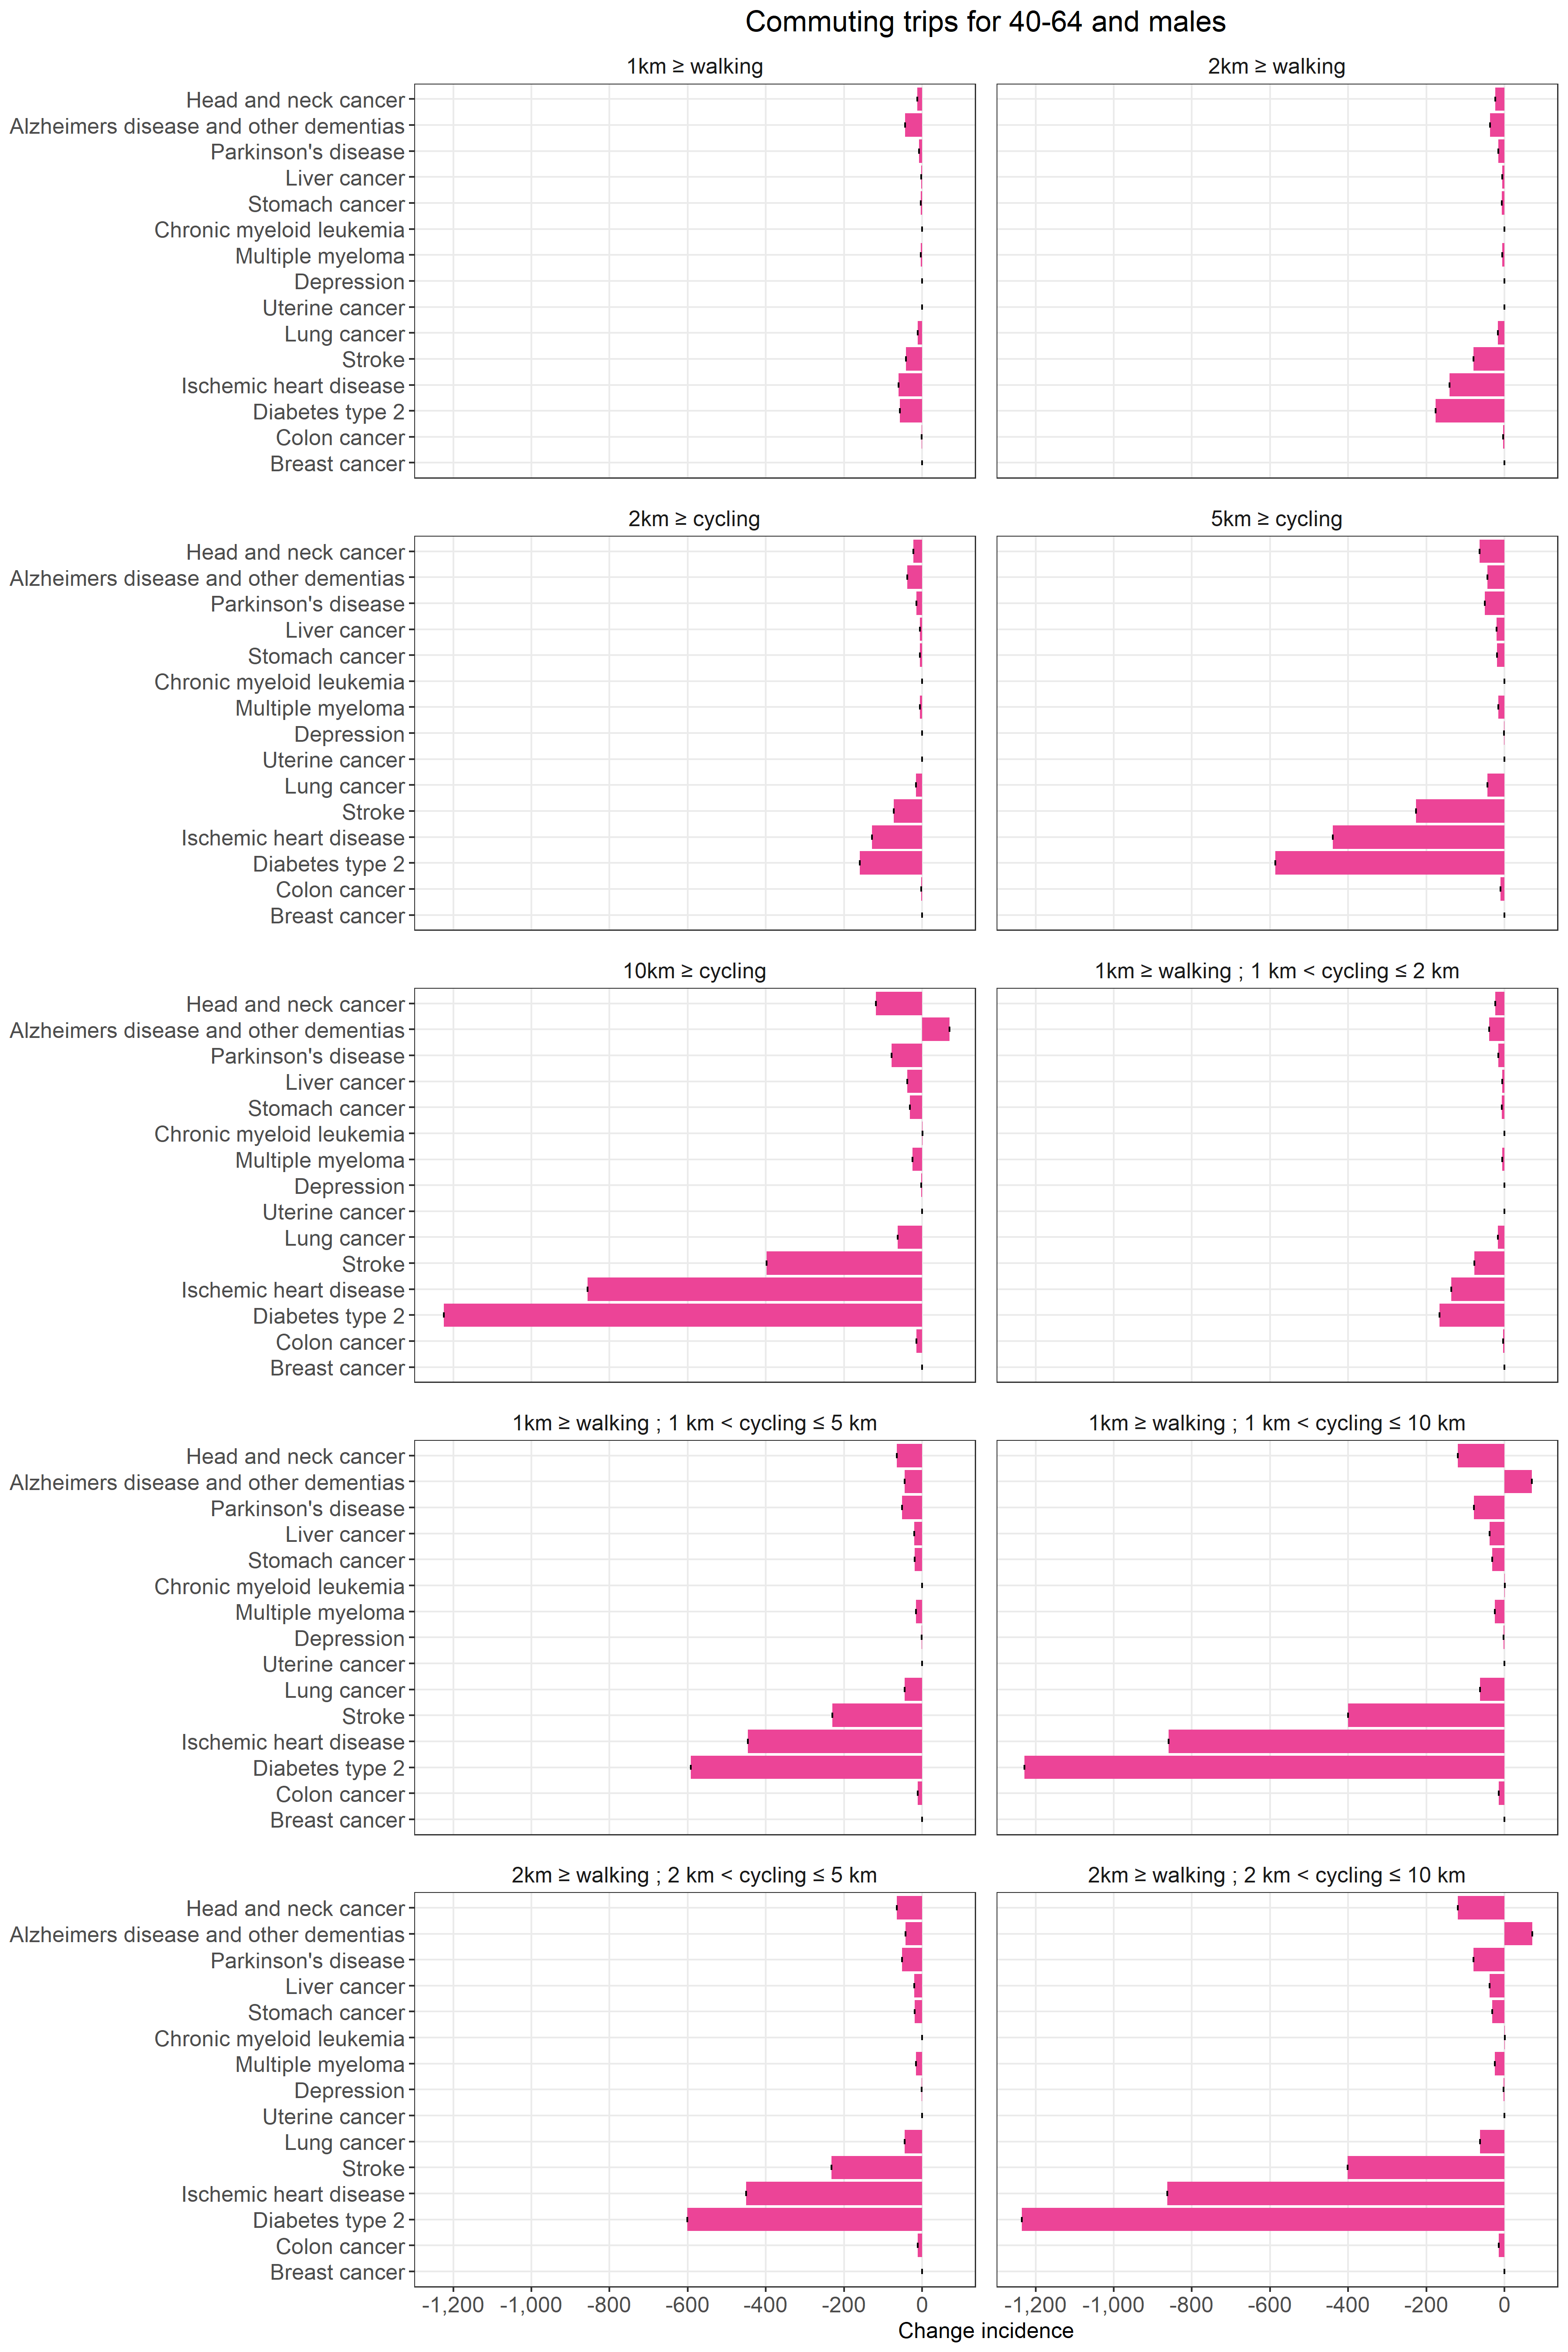 Commuting trips for 40-64 and males
1km ≥ walking
2km ≥ walking
Head and neck cancer
Alzheimers disease and other dementias
Parkinson's disease
Liver cancer
Stomach cancer
Chronic myeloid leukemia
Multiple myeloma
Depression
Uterine cancer
Lung cancer
Stroke
Ischemic heart disease
Diabetes type 2
Colon cancer
Breast cancer
2km ≥ cycling
5km ≥ cycling
Head and neck cancer
Alzheimers disease and other dementias
Parkinson's disease
Liver cancer
Stomach cancer
Chronic myeloid leukemia
Multiple myeloma
Depression
Uterine cancer
Lung cancer
Stroke
Ischemic heart disease
Diabetes type 2
Colon cancer
Breast cancer
10km ≥ cycling
1km ≥ walking ; 1 km < cycling ≤ 2 km
Head and neck cancer
Alzheimers disease and other dementias
Parkinson's disease
Liver cancer
Stomach cancer
Chronic myeloid leukemia
Multiple myeloma
Depression
Uterine cancer
Lung cancer
Stroke
Ischemic heart disease
Diabetes type 2
Colon cancer
Breast cancer
1km ≥ walking ; 1 km < cycling ≤ 5 km
1km ≥ walking ; 1 km < cycling ≤ 10 km
Head and neck cancer
Alzheimers disease and other dementias
Parkinson's disease
Liver cancer
Stomach cancer
Chronic myeloid leukemia
Multiple myeloma
Depression
Uterine cancer
Lung cancer
Stroke
Ischemic heart disease
Diabetes type 2
Colon cancer
Breast cancer
2km ≥ walking ; 2 km < cycling ≤ 5 km
2km ≥ walking ; 2 km < cycling ≤ 10 km
Head and neck cancer
Alzheimers disease and other dementias
Parkinson's disease
Liver cancer
Stomach cancer
Chronic myeloid leukemia
Multiple myeloma
Depression
Uterine cancer
Lung cancer
Stroke
Ischemic heart disease
Diabetes type 2
Colon cancer
Breast cancer
-1,200 -1,000 -800 -600 -400 -200 0
-1,200 -1,000 -800 -600 -400 -200 0
Change incidence